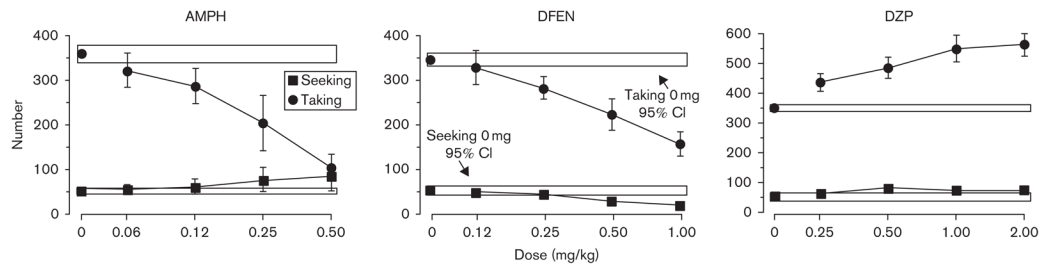 AMPH
DFEN
DZP
Number
400
300
200
100
0
0
0.06
0.12
0.25
0.50
Seeking
Taking
400
300
200
100
0
0
0.12
0.25
0.50
1.00
Taking 0 mg
95% CI
Seeking 0 mg
95% CI
600
500
400
300
200
100
0
0
0.25
0.50
1.00
2.00
Dose (mg/kg)